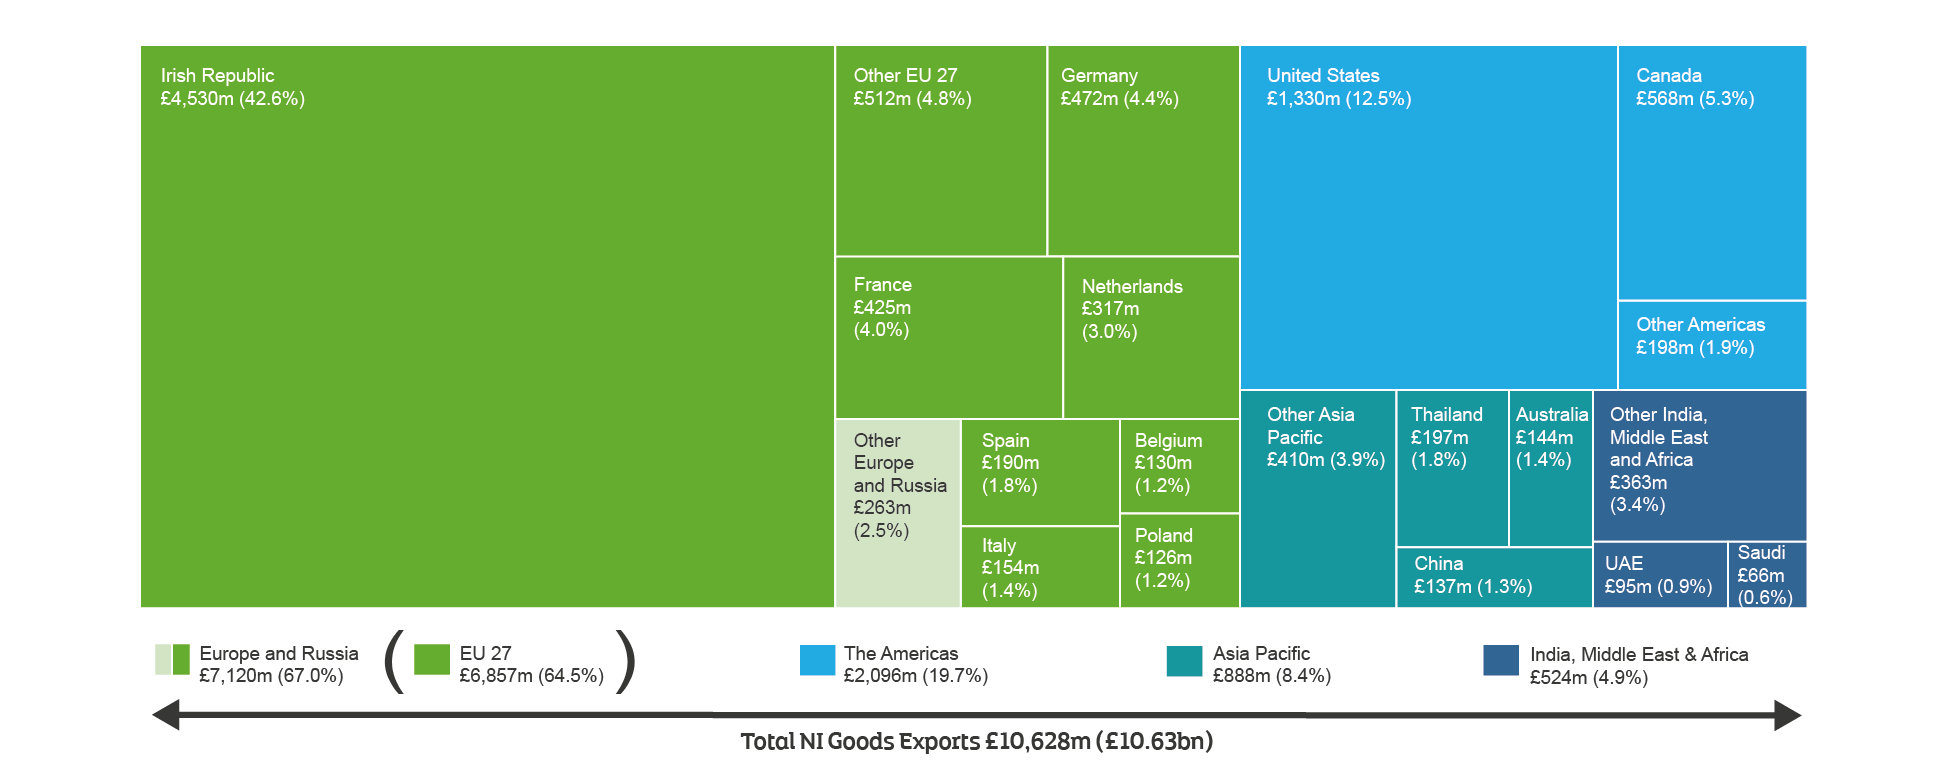 Irish Republic
£4,530m (42.6%)
Other EU 27
£512m (4.8%)
Germany
£472m (4.4%)
United States
£1,330m (12.5%)
Canada
£568m (5.3%)
France
£425m
(4.0%)
Netherlands
£317m
(3.0%)
Other Americas
£198m (1.9%)
Other
Europe
and Russia
£263m
(2.5%)
Spain
£190m
(1.8%)
Belgium
£130m
(1.2%)
Italy
£154m
(1.4%)
Poland
£126m
(1.2%)
Other Asia
Pacific
£410m (3.9%)
Thailand
£197m
(1.8%)
Australia
£144m
(1.4%)
Other India,
Middle East
and Africa
£363m
(3.4%)
China
£137m (1.3%)
UAE
£95m (0.9%)
Saudi
£66m
(0.6%)
Europe and Russia
£7,120m (67.0%)
( EU 27
£6,857m (64.5%) )
The Americas
£2,096m (19.7%)
Asia Pacific
£888m (8.4%)
India, Middle East & Africa
£524m (4.9%)
Total NI Goods Exports £10,628m (£10.63bn)